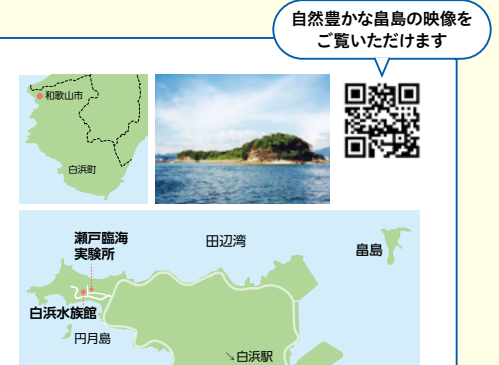 自然豊かな畠島の映像を
ご覧いただけます
和歌山市
白浜町
瀬戸臨海
実験所
田辺湾
畠島
白浜水族館
円月島
↘白浜駅